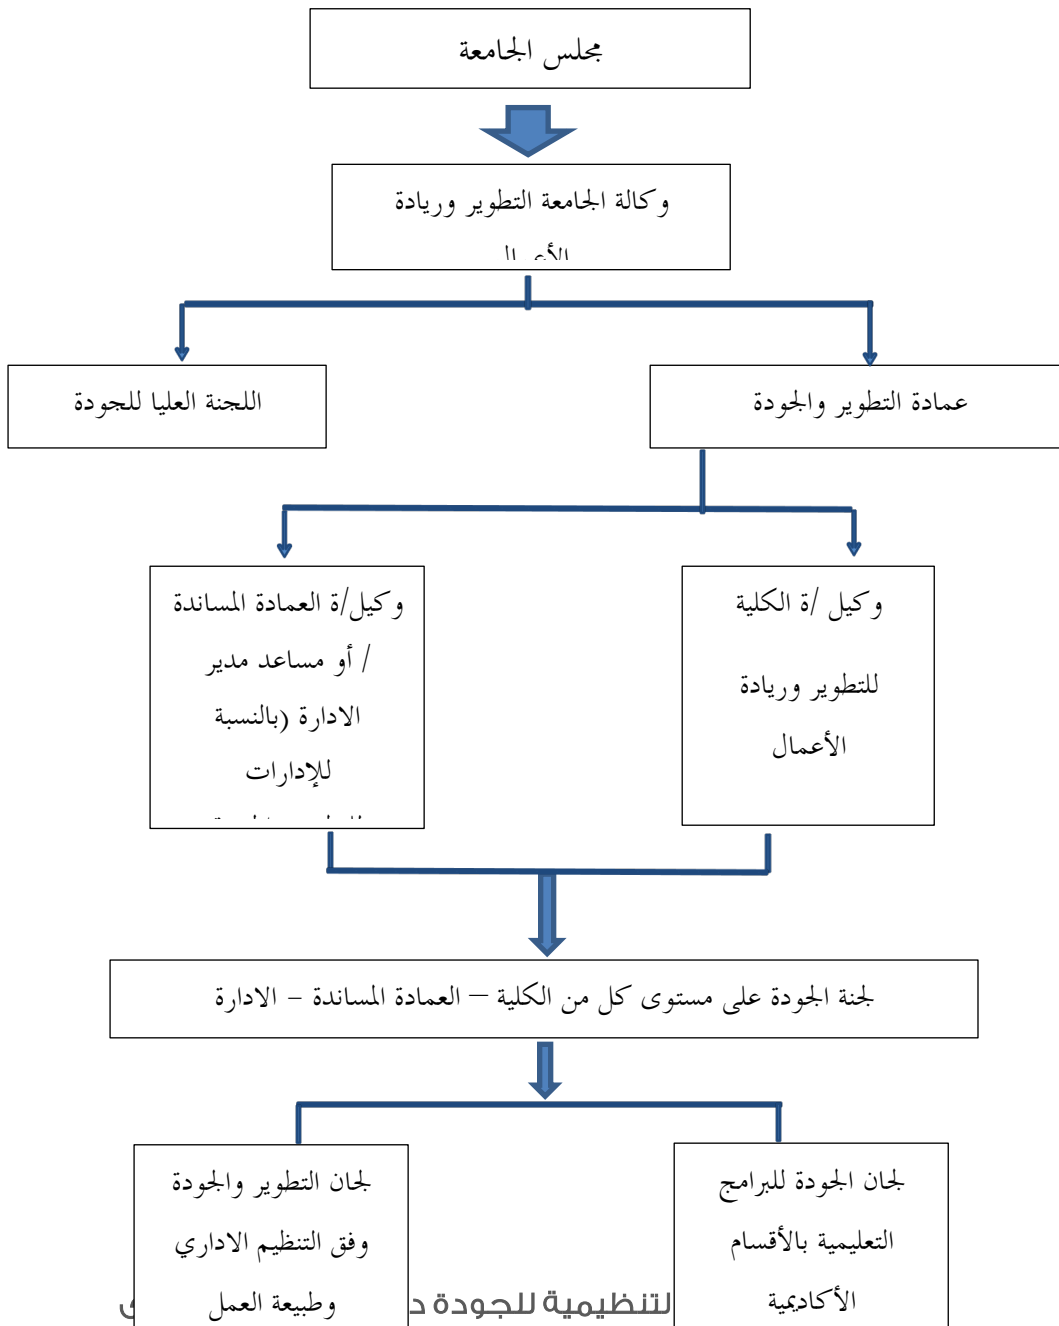 مجلس الجامعة
وكالة الجامعة التطوير وريادة
عمادة التطوير والجودة
اللجنة العليا للجودة
وكيل /ة الكلية
للتطوير وريادة
الأعمال
وكيل/ة العمادة المساندة
/ أو مساعد مدير
الادارة (بالنسبة
للإدارات
لجنة الجودة على مستوى كل من الكلية – العمادة المساندة - الادارة
لجان الجودة للبرامج
التعليمية بالأقسام
الأكاديمية
لجان التطوير والجودة
وفق التنظيم الاداري
وطبيعة العمل
لتنظيمية للجودة